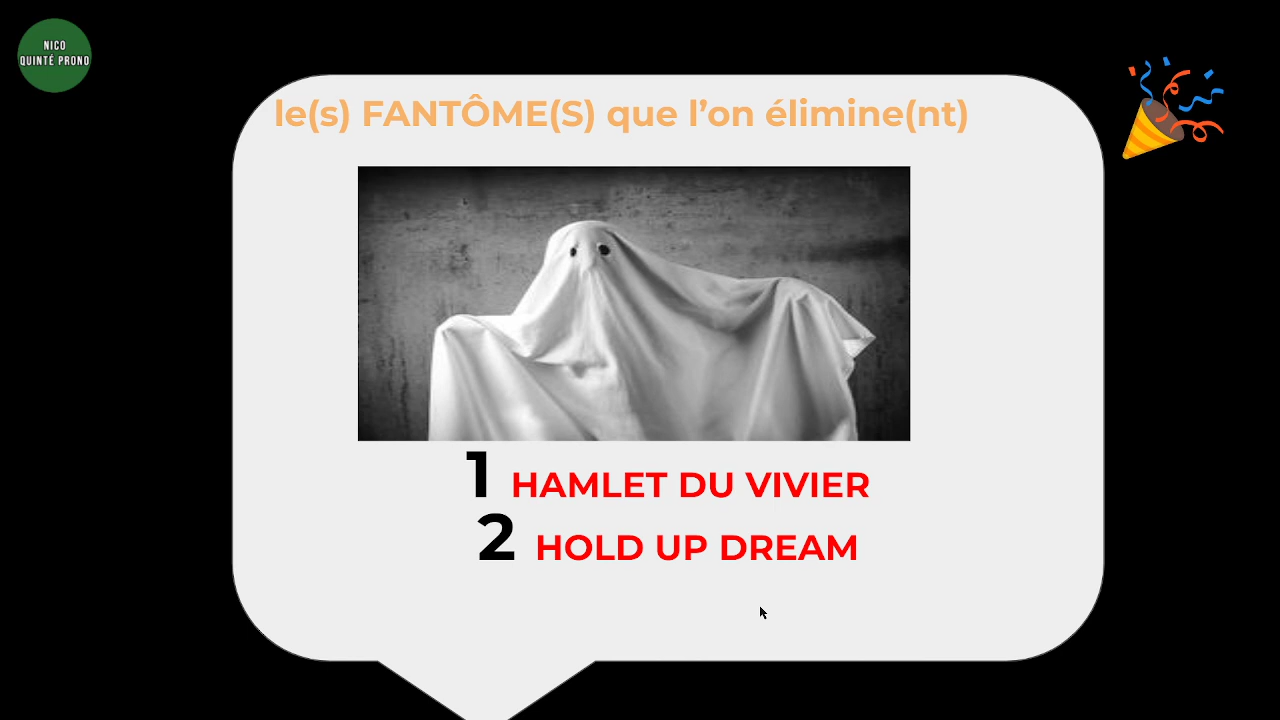 NICO
QUINTÉ PRONO
le(s) FANTÔME(S) que l’on élimine(nt)
1 HAMLET DU VIVIER
2 HOLD UP DREAM